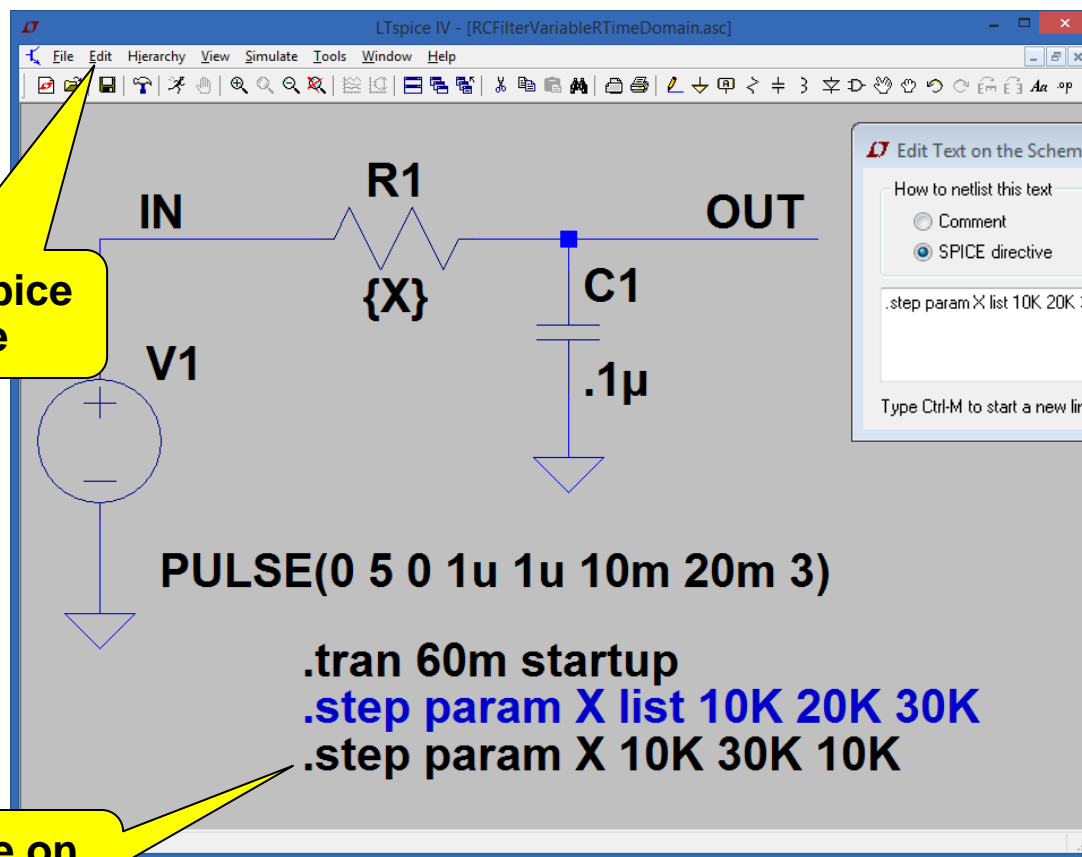 LTspice IV - [RCFilterVariableRTimeDomain.asc]
File Edit Hierarchy View Simulate Tools Window Help
Aa .op
Edit Text on the Schem
How to netlist this text
Comment
SPICE directive
.step param X list 10K 20K
Type Ctrl-M to start a new lin
R1
IN
OUT
{X}
C1
.1µ
pice
e
V1
PULSE(0 5 0 1u 1u 10m 20m 3)
.tran 60m startup
.step param X list 10K 20K 30K
.step param X 10K 30K 10K
e on